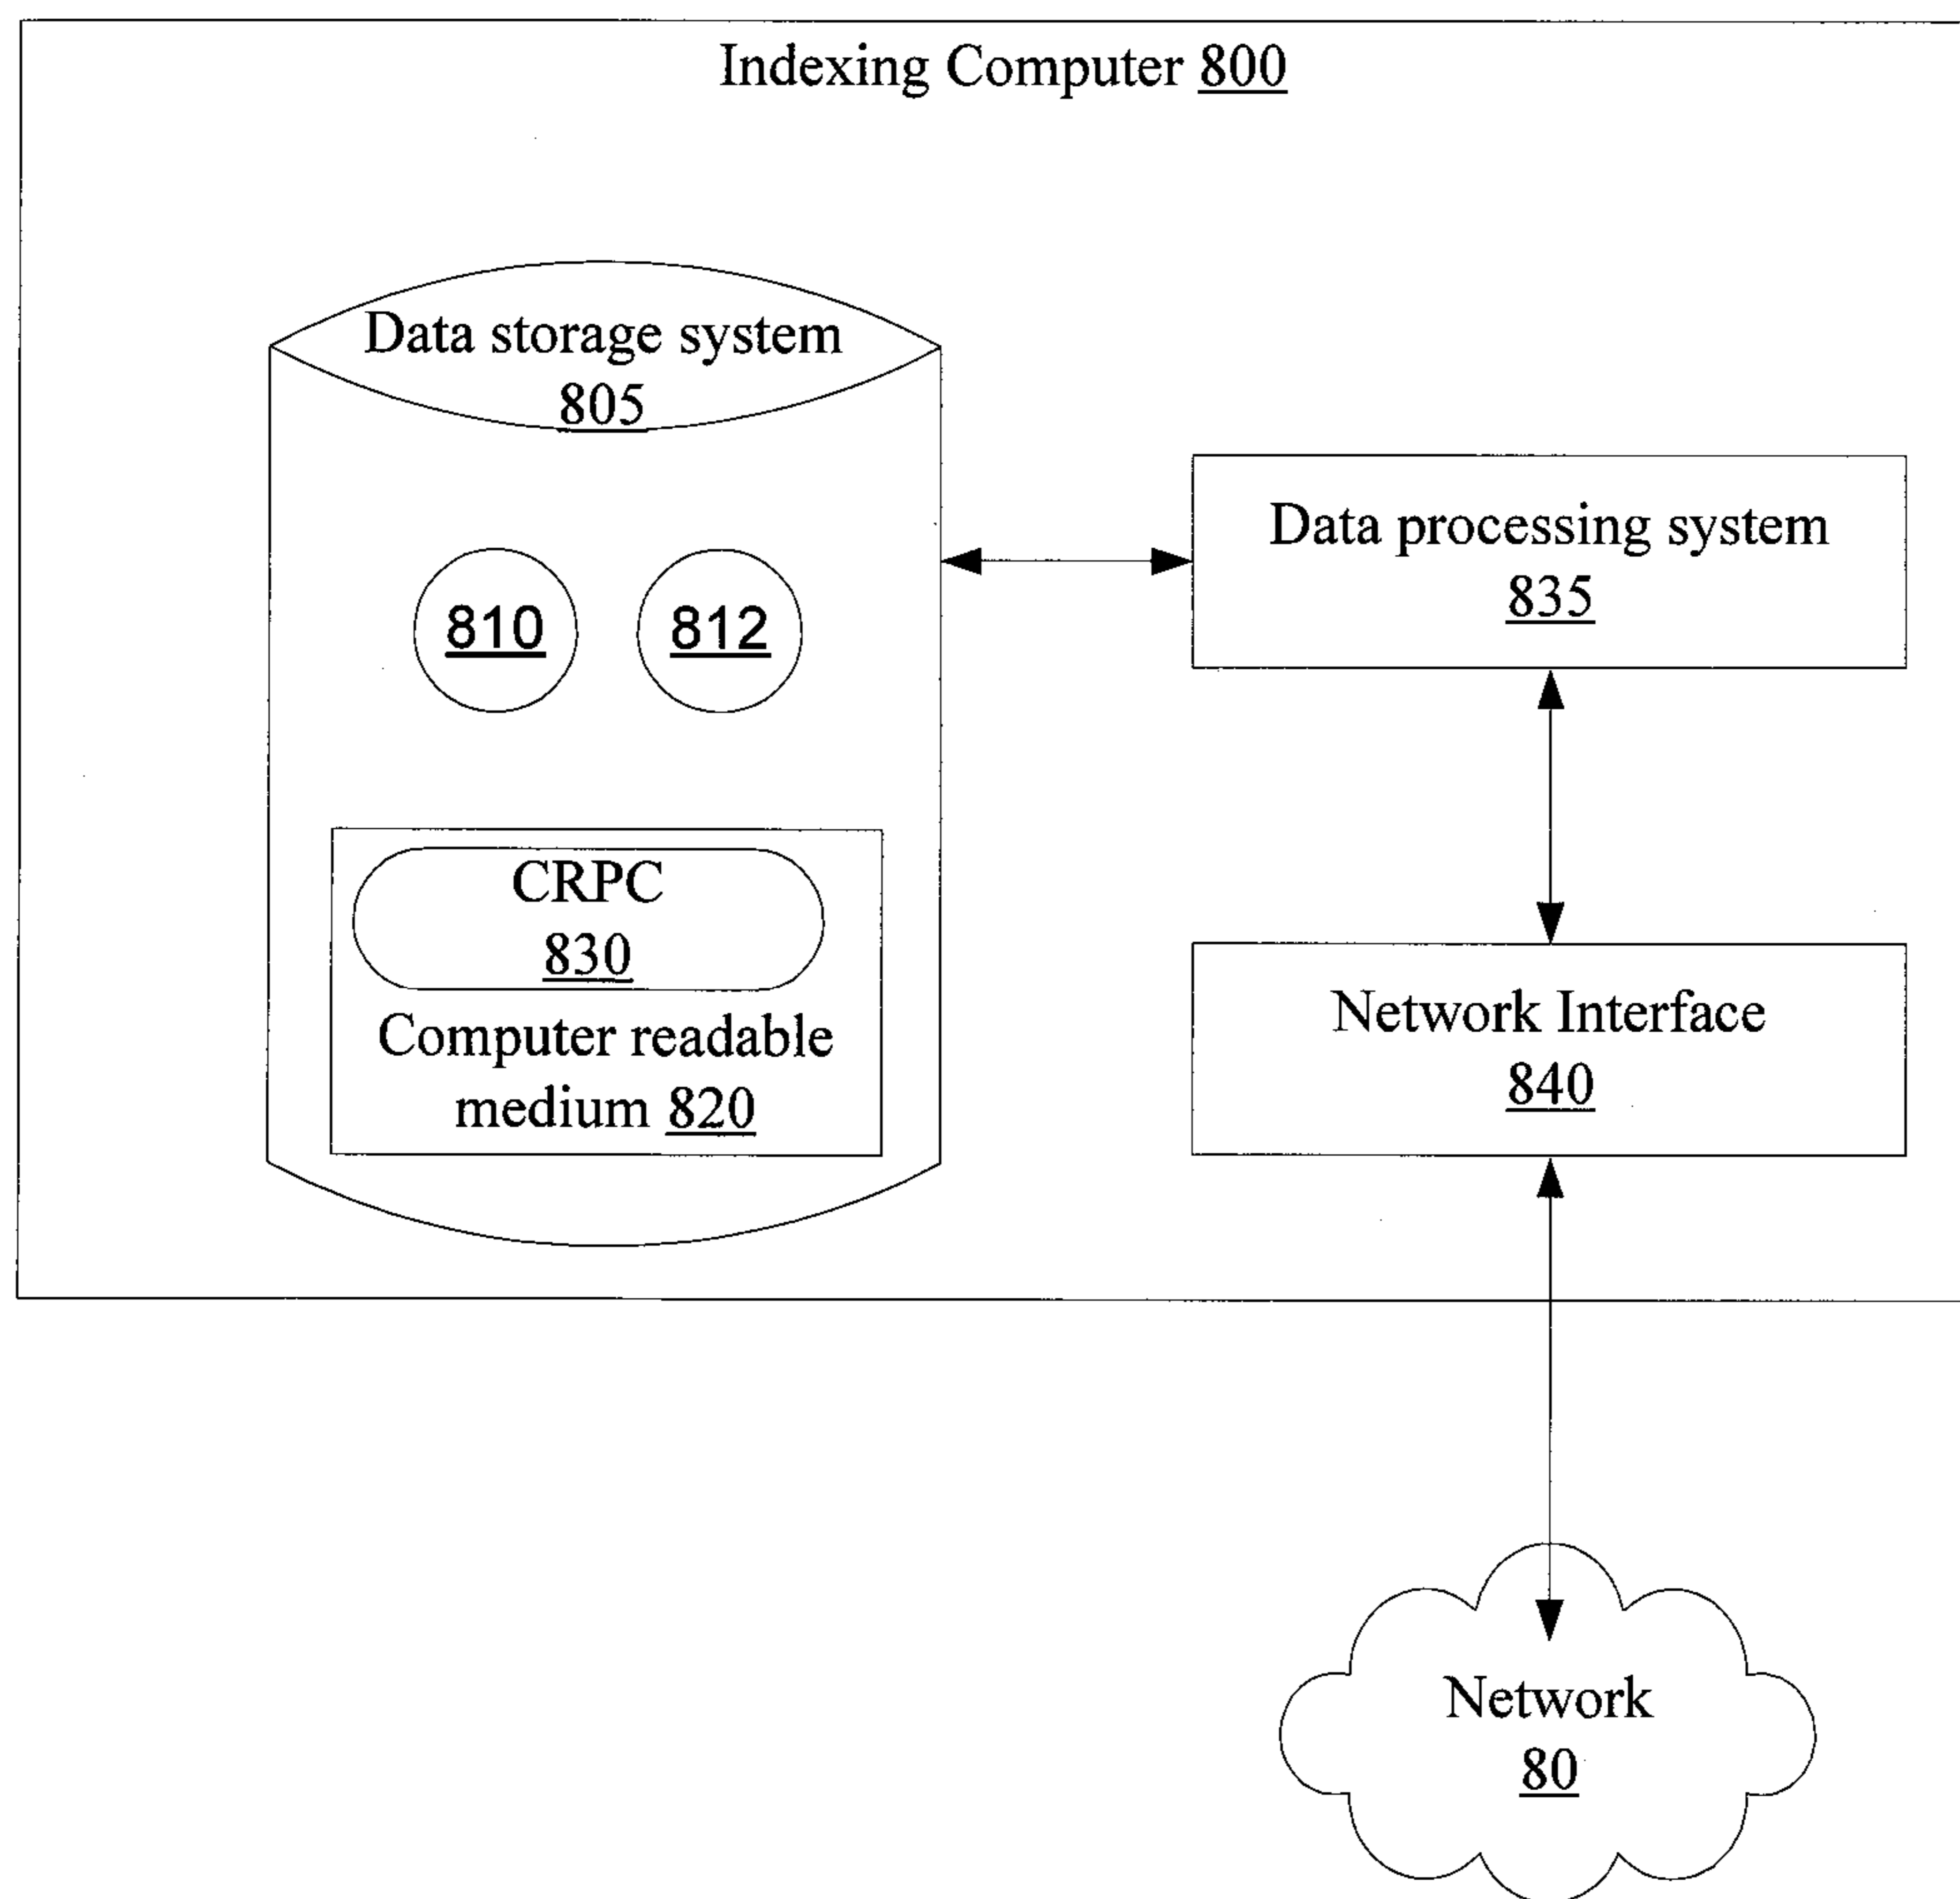 Indexing Computer 800
Data storage system
805
810
812
Data processing system
835
CRPC
830
Computer readable
medium 820
Network Interface
840
Network
80